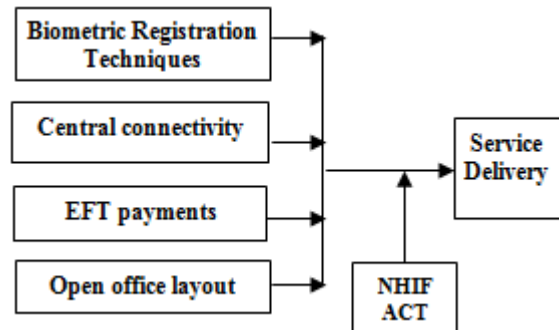 Biometric Registration
Techniques
Central connectivity
EFT payments
Open office layout
Service
Delivery
NHIF
ACT